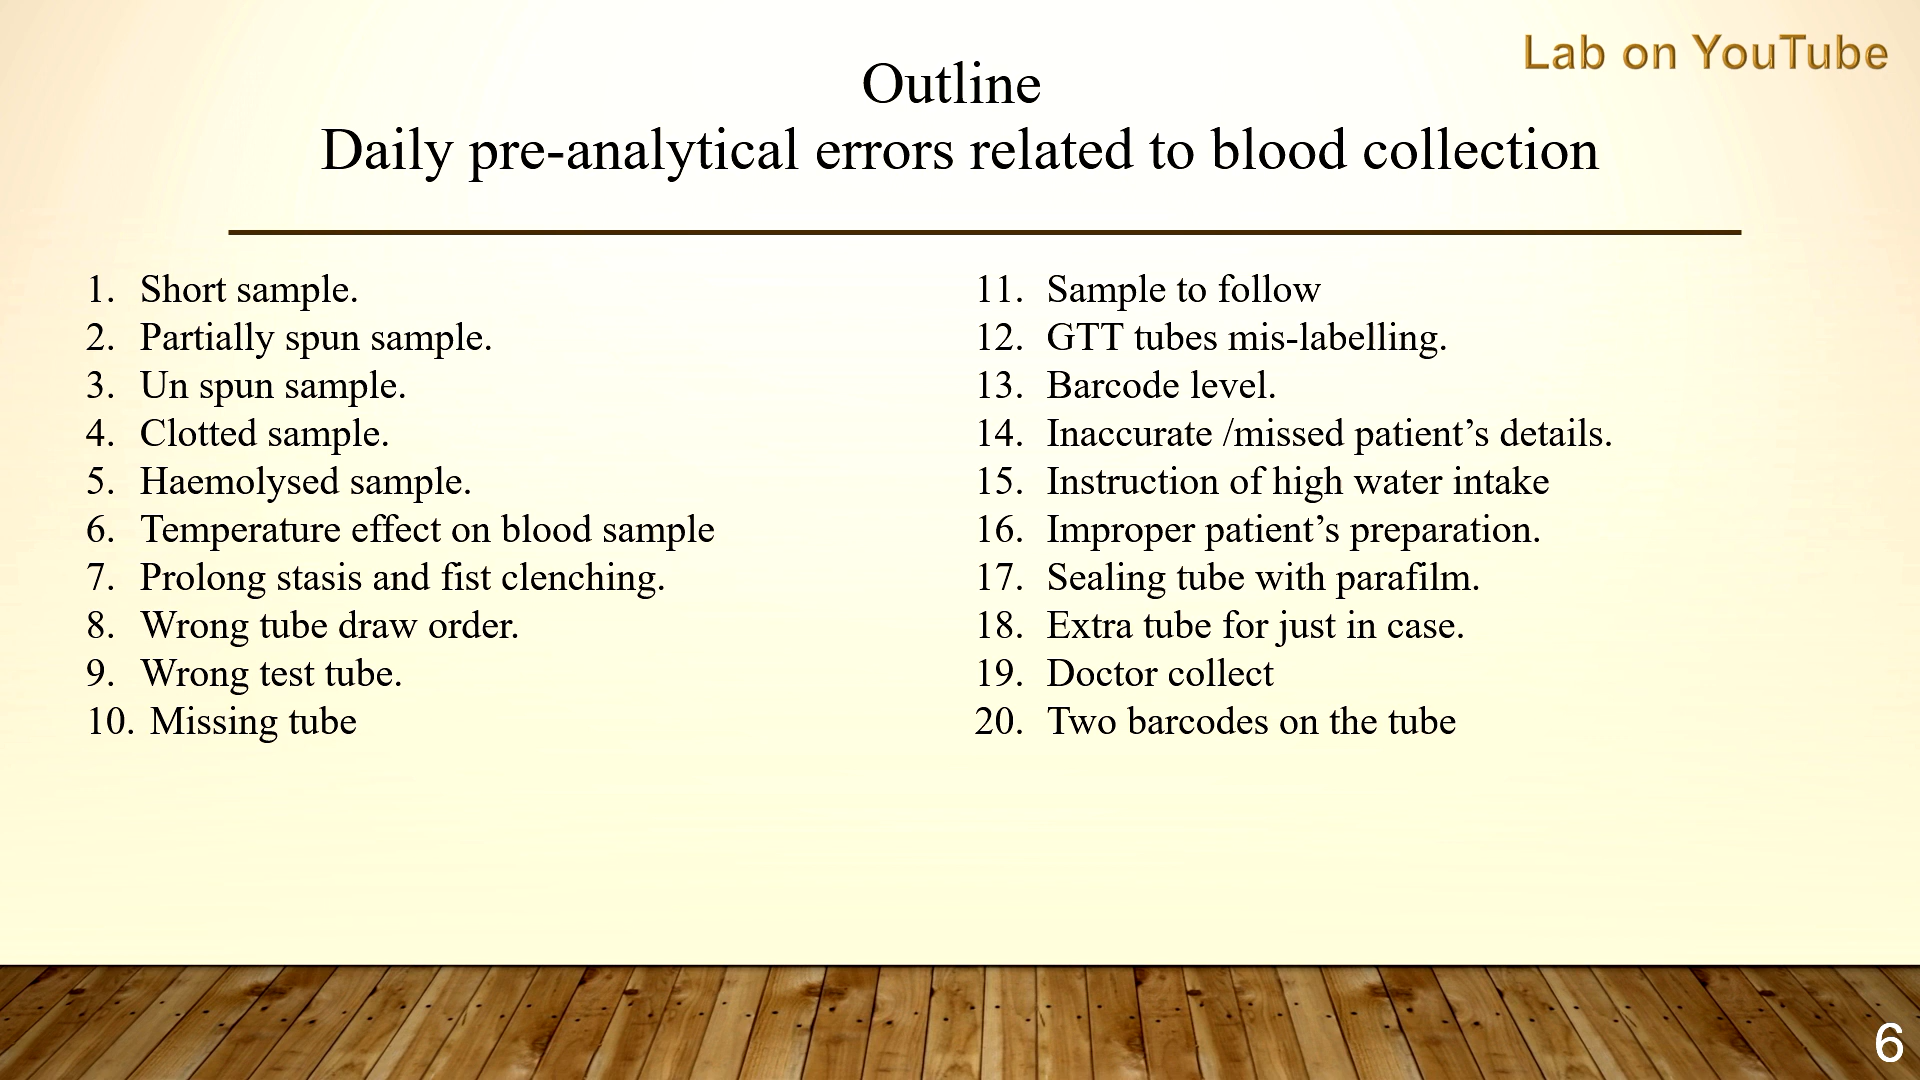 Lab on YouTube
Outline
Daily pre-analytical errors related to blood collection
1. Short sample.
2. Partially spun sample.
3. Un spun sample.
4. Clotted sample.
5. Haemolysed sample.
6. Temperature effect on blood sample
7. Prolong stasis and fist clenching.
8. Wrong tube draw order.
9. Wrong test tube.
10. Missing tube
11. Sample to follow
12. GTT tubes mis-labelling.
13. Barcode level.
14. Inaccurate /missed patient’s details.
15. Instruction of high water intake
16. Improper patient’s preparation.
17. Sealing tube with parafilm.
18. Extra tube for just in case.
19. Doctor collect
20. Two barcodes on the tube
6